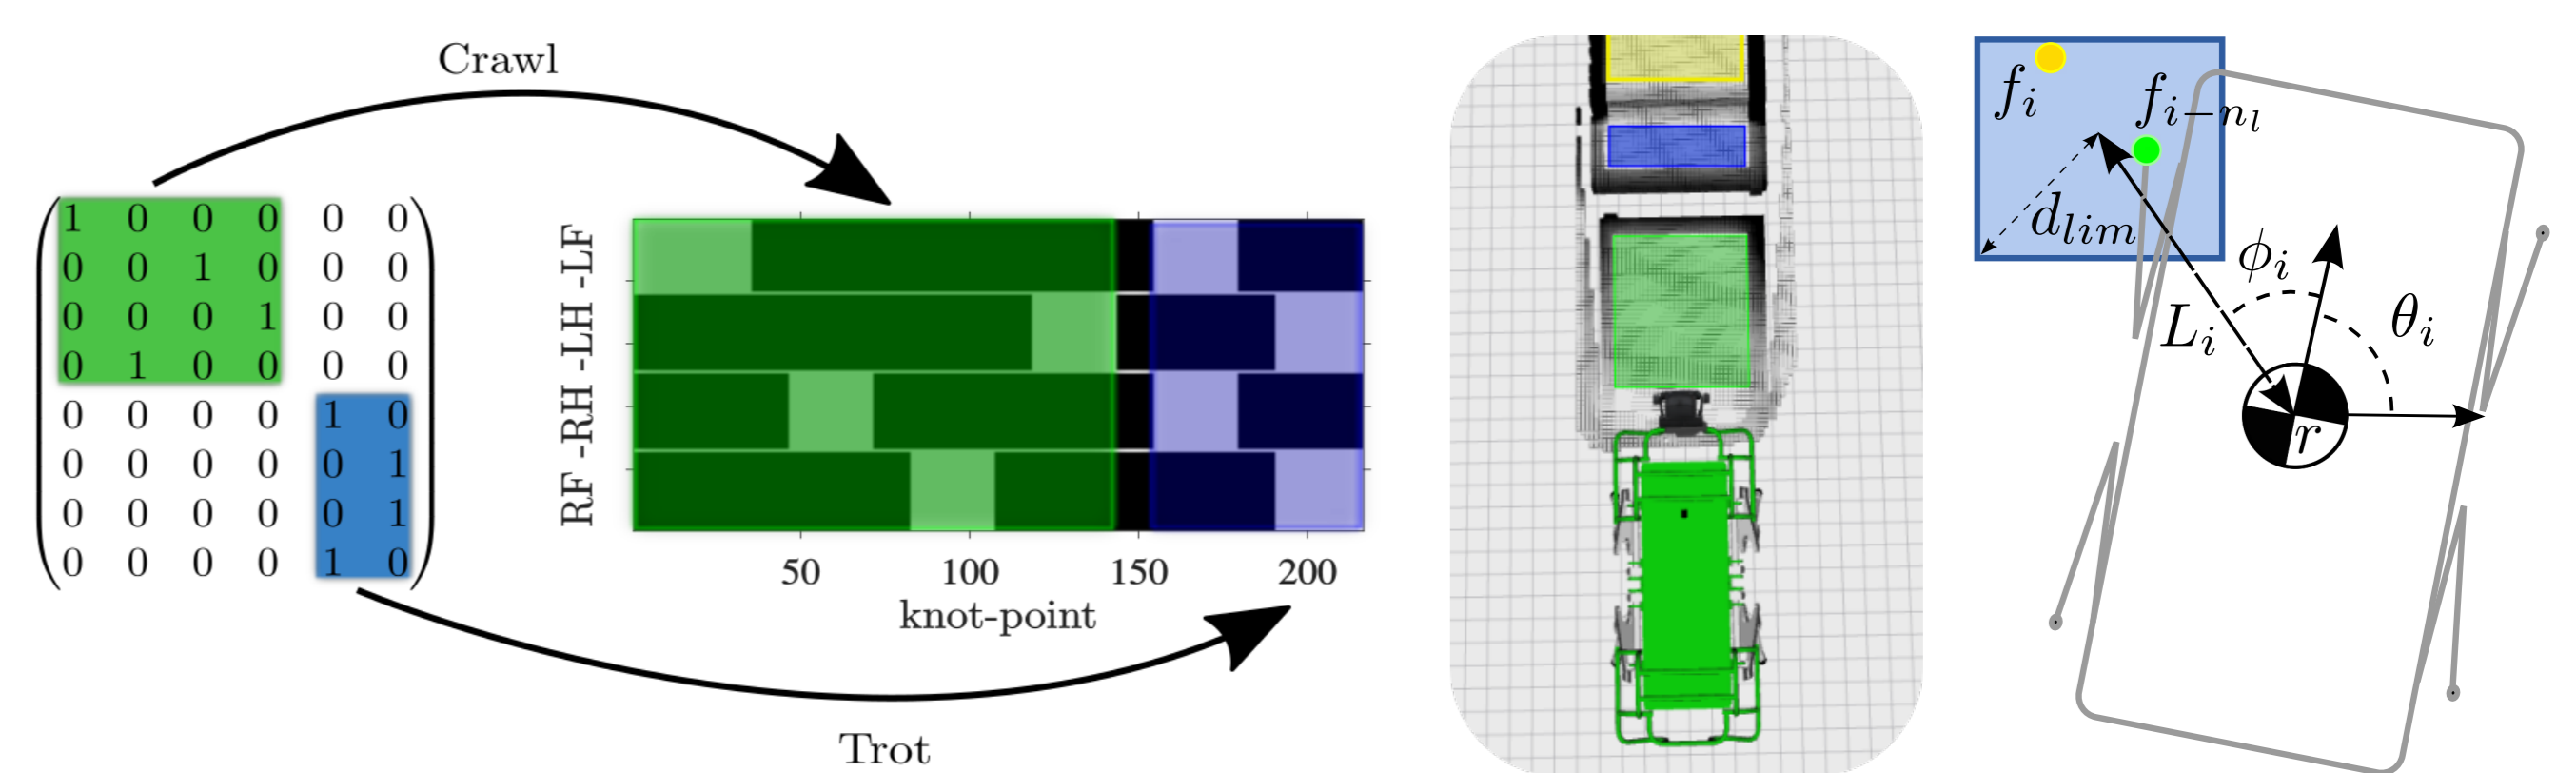 Crawl
1 0 0 0 0 0
0 0 1 0 0 0
0 0 0 1 0 0
0 1 0 0 0 0
0 0 0 0 1 0
0 0 0 0 0 1
0 0 0 0 0 1
0 0 0 0 1 0
RF -RH -LH -LF
50 100 150 200
knot-point
Trot
f_i
f_{i-n_l}
d_{lim}
ϕ_i
L_i
θ_i
r